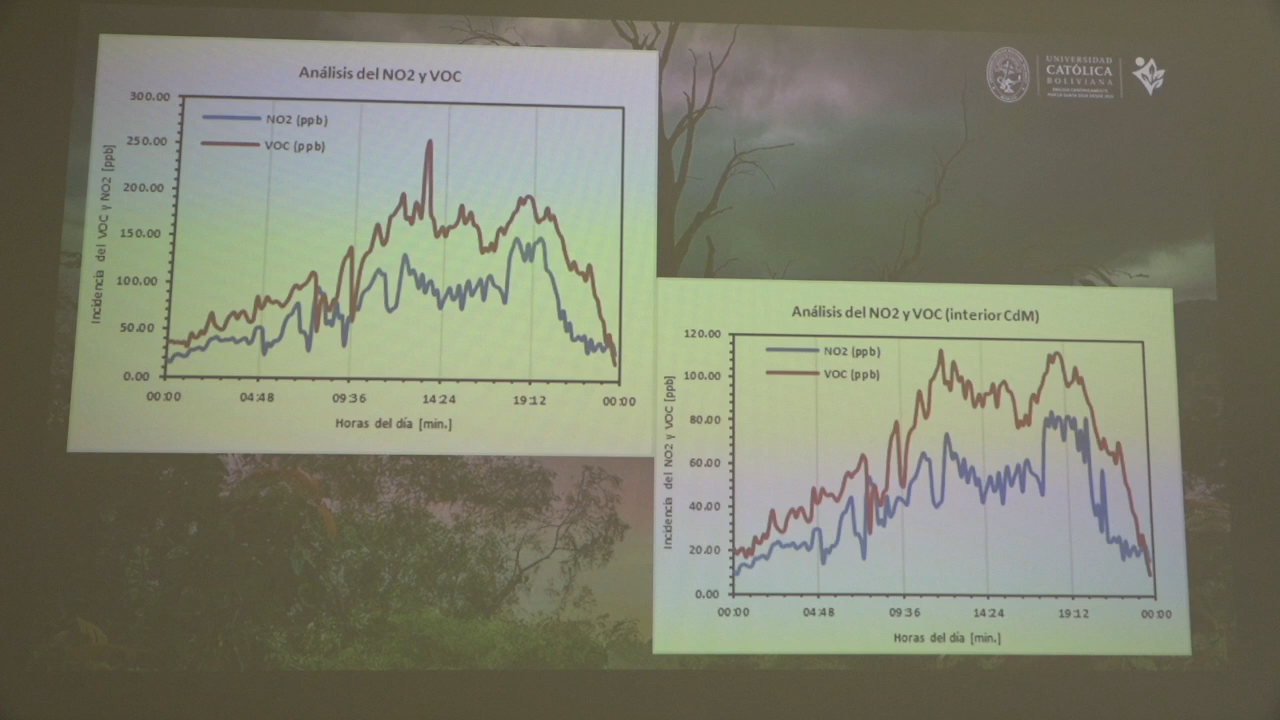 Análisis del NO2 y VOC
300.00
250.00
200.00
150.00
100.00
50.00
0.00
NO2 (ppb)
VOC (ppb)
Incidencia del VOC y NO2 [ppb]
00:00 04:48 09:36 14:24 19:12 00:00
Horas del día [min.]
UNIVERSIDAD
CATÓLICA
BOLIVIANA
Análisis del NO2 y VOC (interior CdM)
120.00
100.00
80.00
60.00
40.00
20.00
0.00
NO2 (ppb)
VOC (ppb)
Incidencia del NO2 y VOC [ppb]
00:00 04:48 09:36 14:24 19:12 00:00
Horas del día [min.]